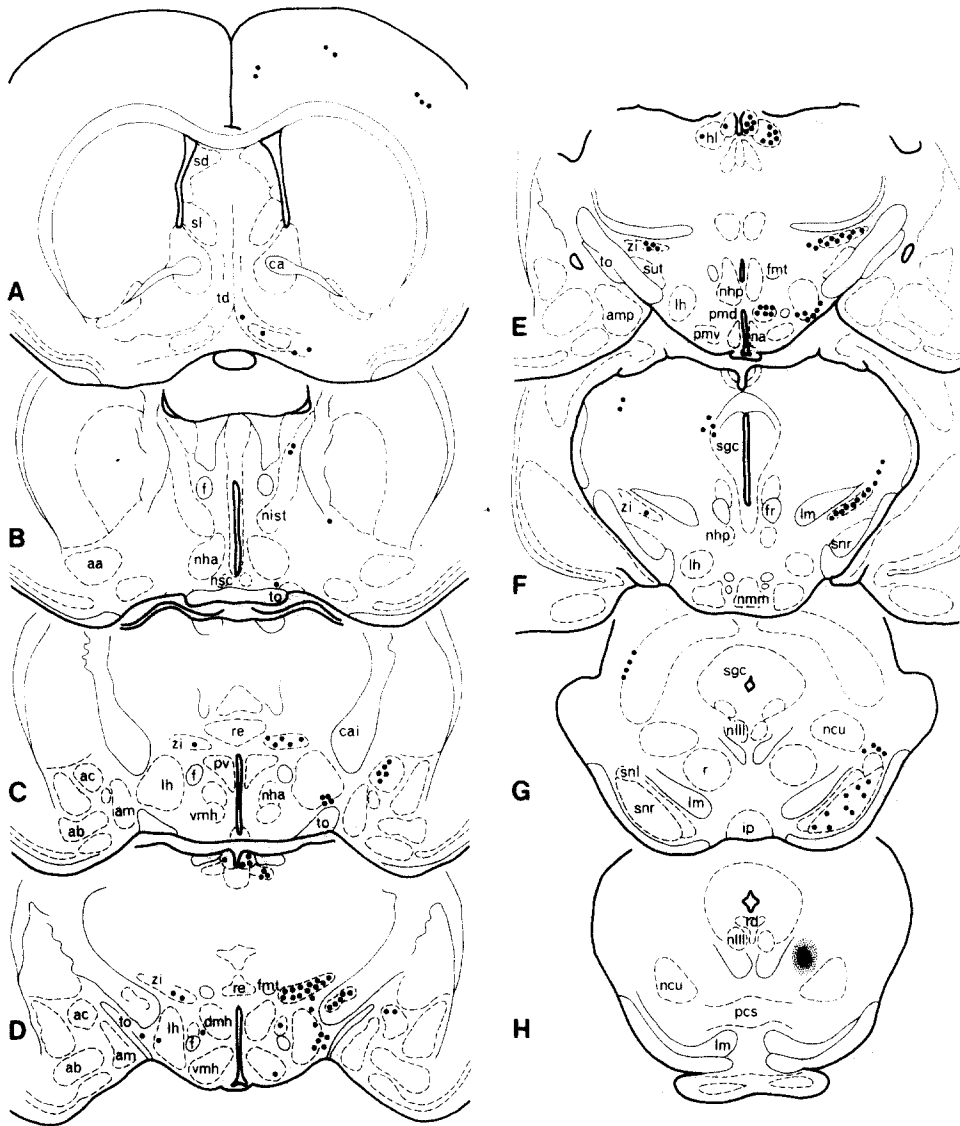 A
sd
sl
ca
td
B
f
nist
nha
aa
nsc
to
C
re
zi
cai
pv
ac
lh
f
nha
am
vmh
ab
to
D
zi
re
fmt
ac
to
lh
dmh
f
am
ab
vmh
E
hl
zi
to
sut
fmt
nhp
lh
amp
pmd
pmv
na
F
sgc
zi
lm
fr
snr
nhp
lh
nmm
G
sgc
nIII
ncu
r
snl
lm
snr
ip
H
rd
nIII
ncu
pcs
lm